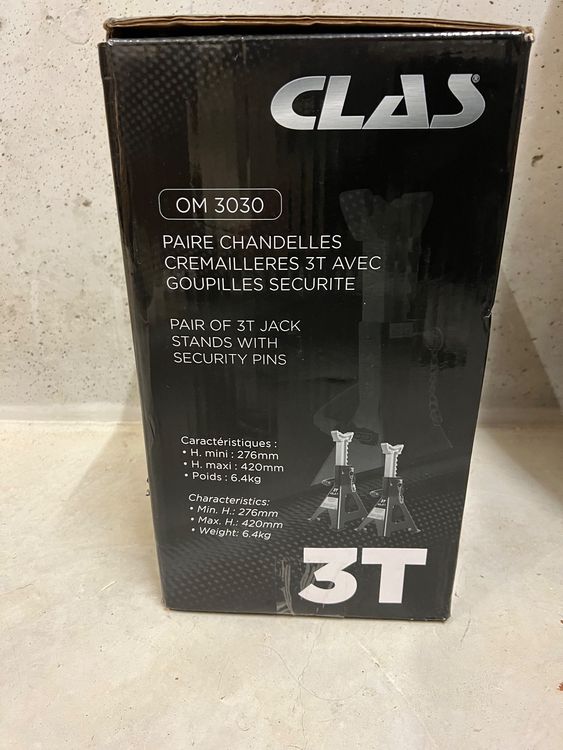 CLAS®
OM 3030
PAIRE CHANDELLES
CREMAILLERES 3T AVEC
GOUPILLES SECURITE
PAIR OF 3T JACK
STANDS WITH
SECURITY PINS
Caractéristiques :
• H. mini : 276mm
• H. maxi : 420mm
• Poids : 6.4kg
Characteristics:
• Min. H.: 276mm
• Max. H.: 420mm
• Weight: 6.4kg
3T